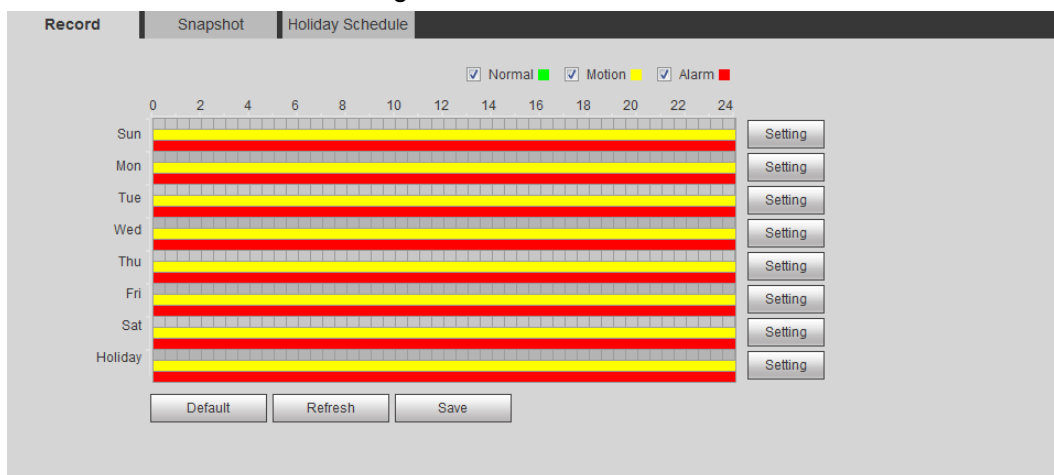 Record Snapshot Holiday Schedule
Normal Motion Alarm
0 2 4 6 8 10 12 14 16 18 20 22 24
Sun Setting
Mon Setting
Tue Setting
Wed Setting
Thu Setting
Fri Setting
Sat Setting
Holiday Setting
Default Refresh Save